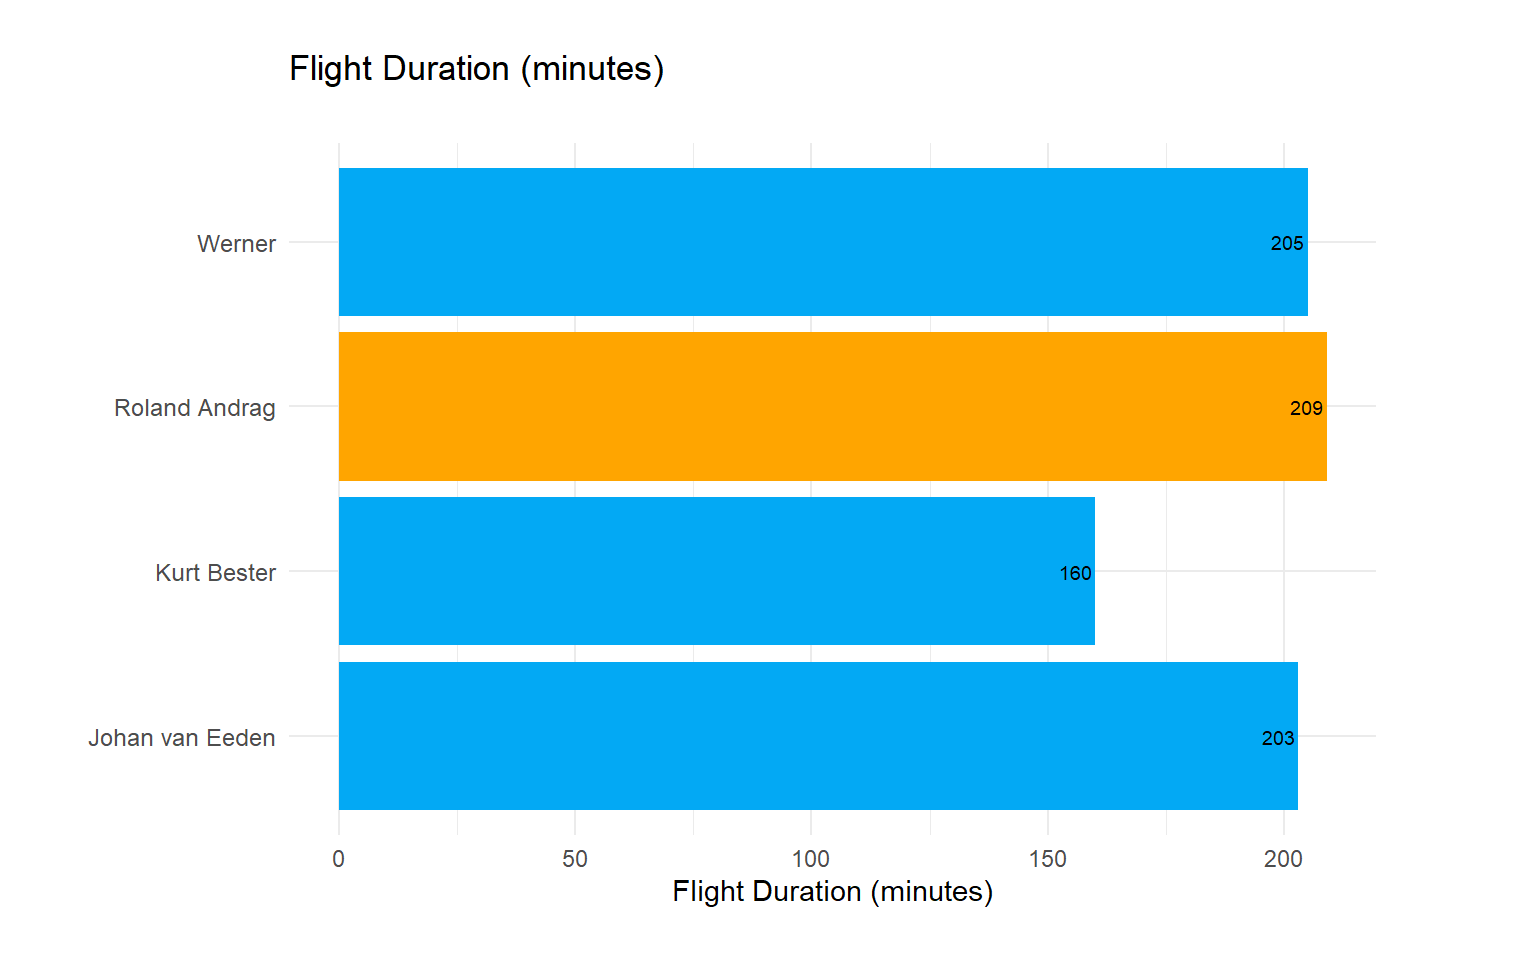 Flight Duration (minutes)
Werner
205
Roland Andrag
209
Kurt Bester
160
Johan van Eeden
203
0 50 100 150 200
Flight Duration (minutes)